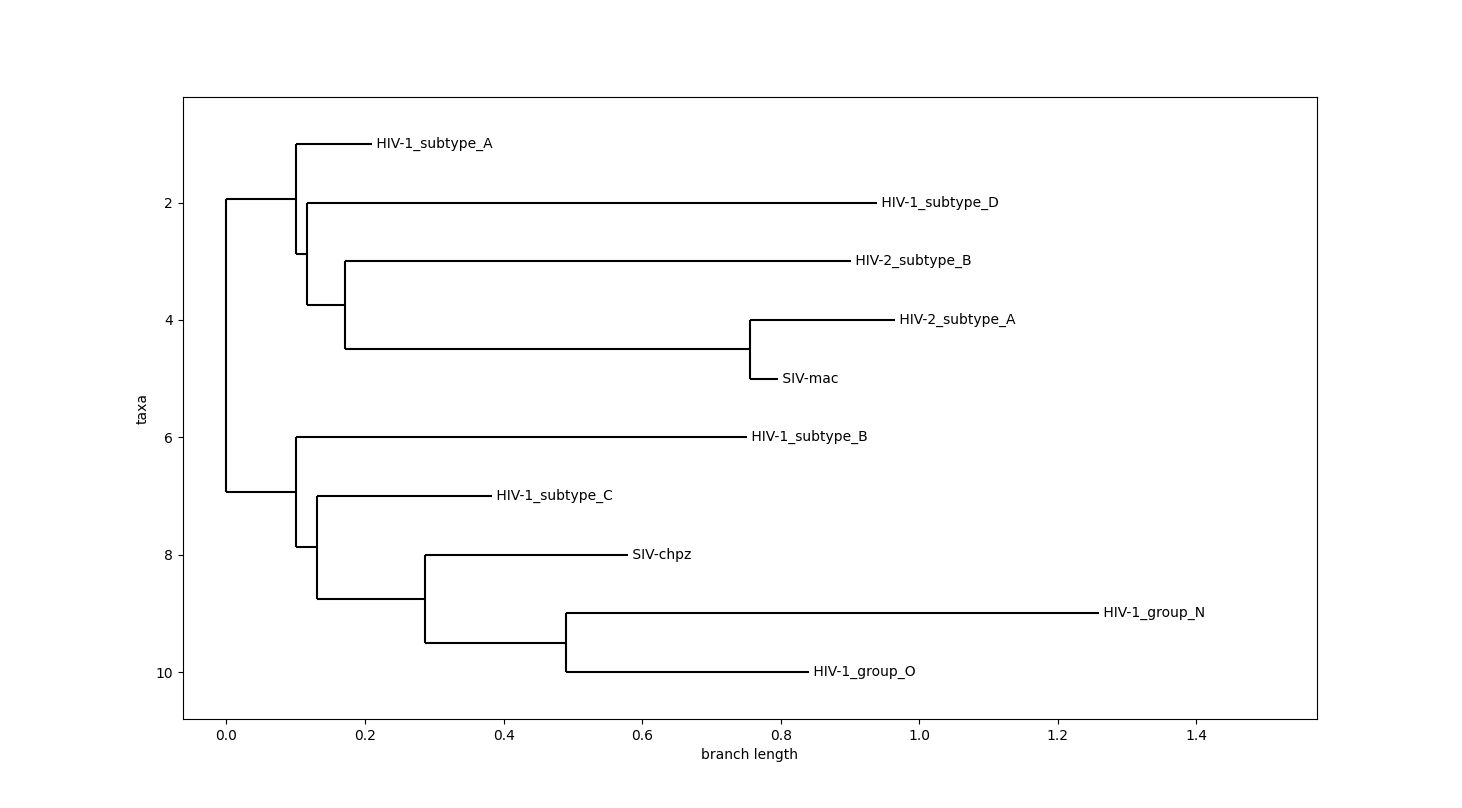 HIV-1_subtype_A
2
HIV-1_subtype_D
HIV-2_subtype_B
4
HIV-2_subtype_A
SIV-mac
taxa
6
HIV-1_subtype_B
HIV-1_subtype_C
8
SIV-chpz
HIV-1_group_N
10
HIV-1_group_O
0.0 0.2 0.4 0.6 0.8 1.0 1.2 1.4
branch length